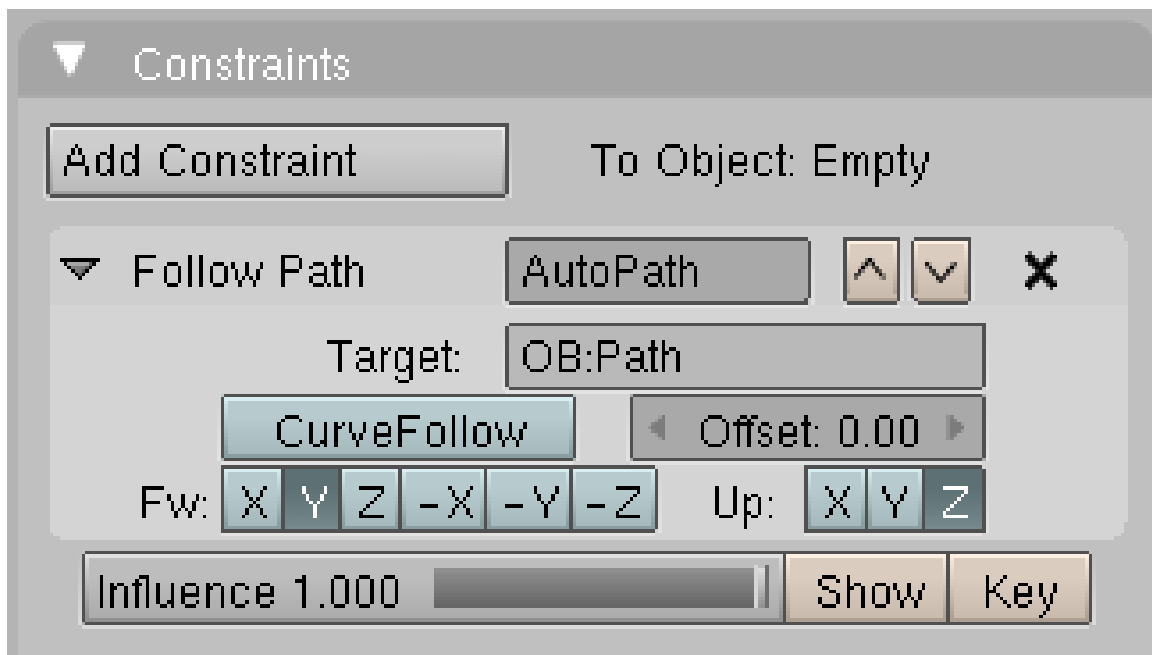 Constraints
Add Constraint To Object: Empty
Follow Path AutoPath
Target: OB:Path
CurveFollow Offset: 0.00
Fw: X Y Z -X -Y -Z Up: X Y Z
Influence 1.000 Show Key